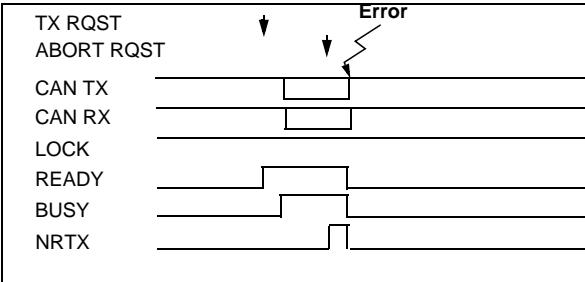 Error
TX RQST
ABORT RQST
CAN TX
CAN RX
LOCK
READY
BUSY
NRTX